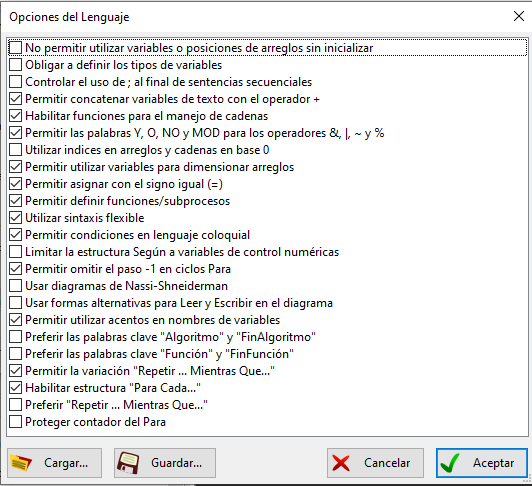 Opciones del Lenguaje
No permitir utilizar variables o posiciones de arreglos sin inicializar
Obligar a definir los tipos de variables
Controlar el uso de ; al final de sentencias secuenciales
Permitir concatenar variables de texto con el operador +
Habilitar funciones para el manejo de cadenas
Permitir las palabras Y, O, NO y MOD para los operadores &, |, ~ y %
Utilizar indices en arreglos y cadenas en base 0
Permitir utilizar variables para dimensionar arreglos
Permitir asignar con el signo igual (=)
Permitir definir funciones/subprocesos
Utilizar sintaxis flexible
Permitir condiciones en lenguaje coloquial
Limitar la estructura Según a variables de control numéricas
Permitir omitir el paso -1 en ciclos Para
Usar diagramas de Nassi-Shneiderman
Usar formas alternativas para Leer y Escribir en el diagrama
Permitir utilizar acentos en nombres de variables
Preferir las palabras clave "Algoritmo" y "FinAlgoritmo"
Preferir las palabras clave "Función" y "FinFunción"
Permitir la variación "Repetir ... Mientras Que..."
Habilitar estructura "Para Cada..."
Preferir "Repetir ... Mientras Que..."
Proteger contador del Para
Cargar... Guardar... Cancelar Aceptar